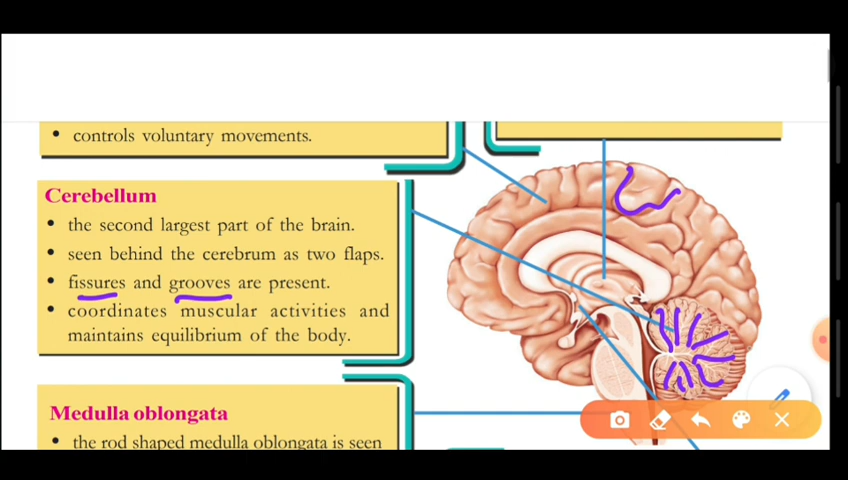 • controls voluntary movements.
Cerebellum
• the second largest part of the brain.
• seen behind the cerebrum as two flaps.
• fissures and grooves are present.
• coordinates muscular activities and
maintains equilibrium of the body.
Medulla oblongata
• the rod shaped medulla oblongata is seen